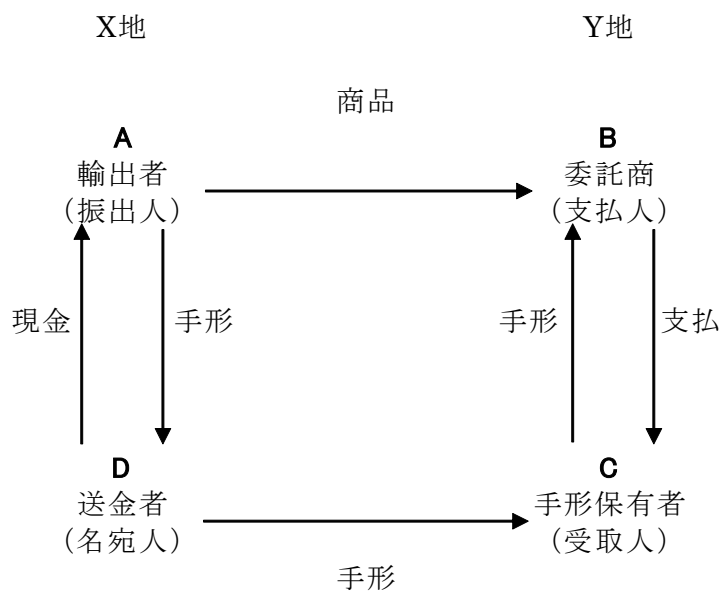 X地
Y地
商品
A
輸出者
(振出人)
B
委託商
(支払人)
現金
手形
手形
支払
D
送金者
(名宛人)
C
手形保有者
(受取人)
手形